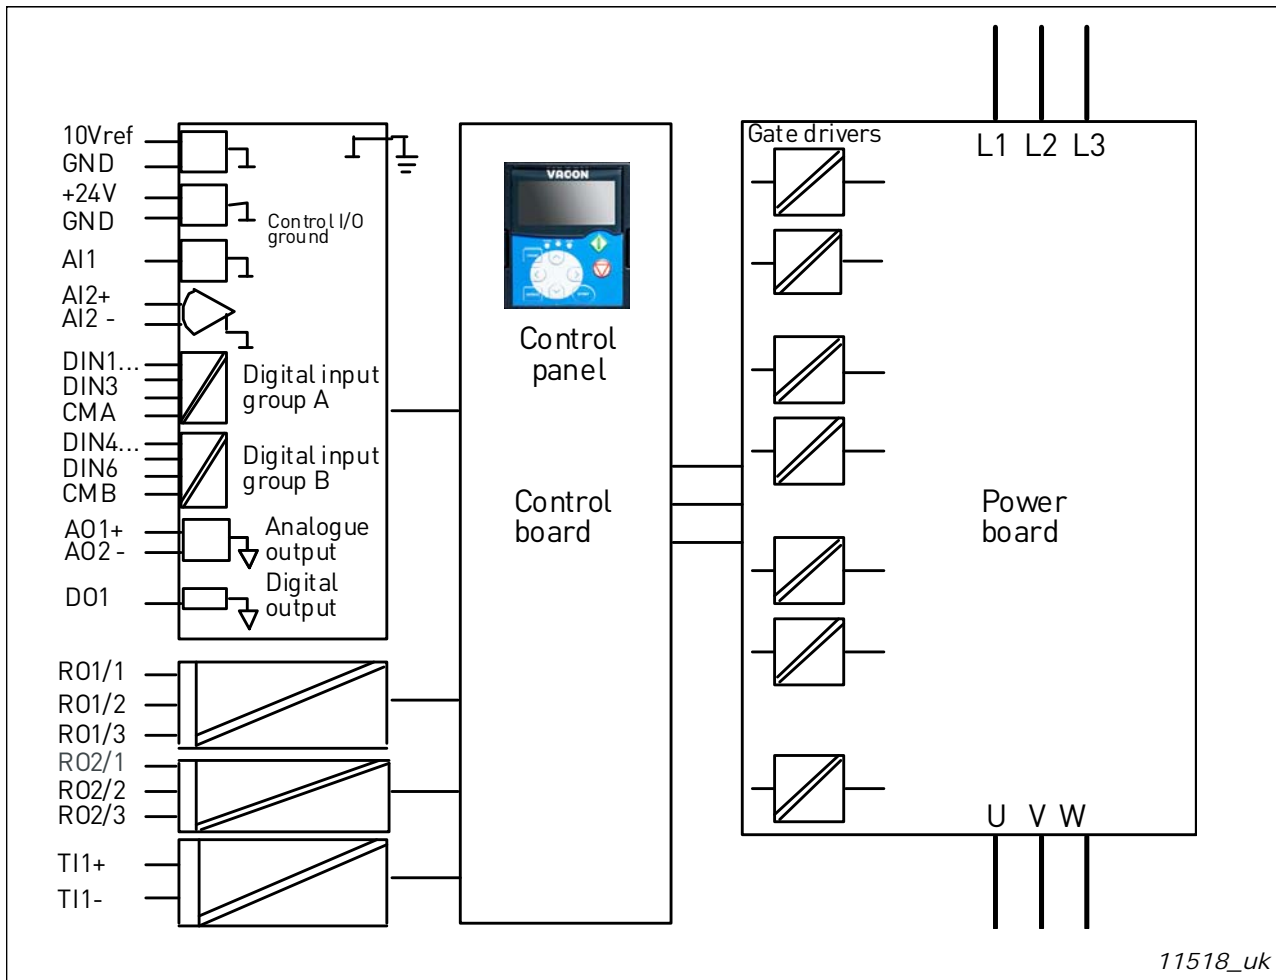 10Vref
GND
+24V
GND
Control I/O
ground
AI1
AI2+
AI2 -
DIN1...
DIN3
CMA
Digital input
group A
DIN4...
DIN6
CMB
Digital input
group B
AO1+
AO2 -
Analogue
output
DO1
Digital
output
RO1/1
RO1/2
RO1/3
RO2/1
RO2/2
RO2/3
TI1+
TI1-
VACON
Control
panel
Control
board
Gate drivers
L1 L2 L3
Power
board
U V W
11518_uk